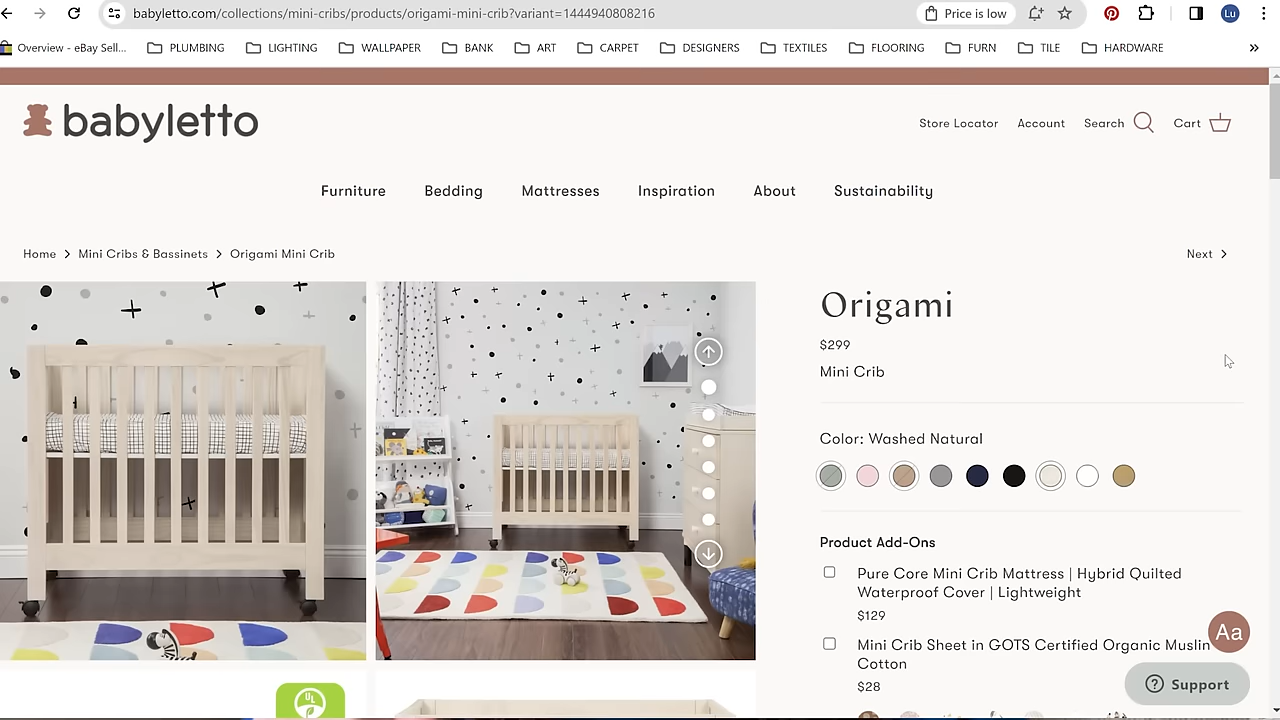 babyletto.com/collections/mini-cribs/products/origami-mini-crib?variant=1444940808216
Price is low
Lu
Overview - eBay Sell...
PLUMBING
LIGHTING
WALLPAPER
BANK
ART
CARPET
DESIGNERS
TEXTILES
FLOORING
FURN
TILE
HARDWARE
babyletto
Store Locator
Account
Search
Cart
Furniture
Bedding
Mattresses
Inspiration
About
Sustainability
Home > Mini Cribs & Bassinets > Origami Mini Crib
Next >
Origami
$299
Mini Crib
Color: Washed Natural
Product Add-Ons
Pure Core Mini Crib Mattress | Hybrid Quilted
Waterproof Cover | Lightweight
$129
Mini Crib Sheet in GOTS Certified Organic Muslin
Cotton
$28
Aa
Support
UL